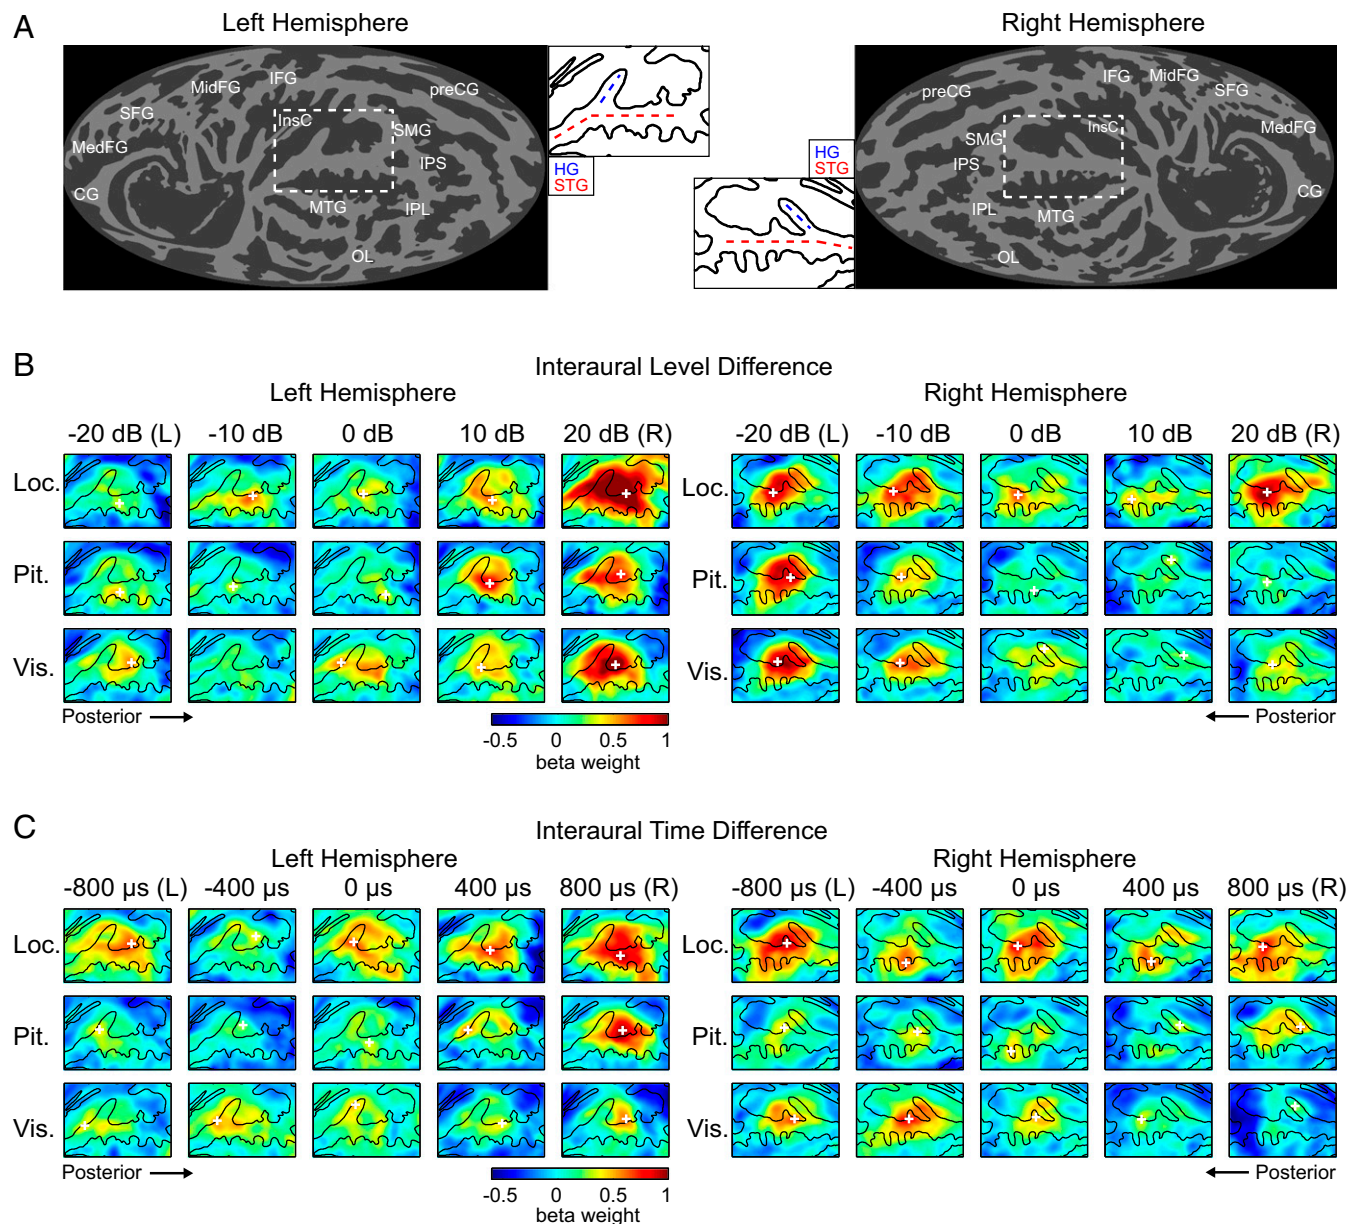 A
Left Hemisphere
Right Hemisphere
MidFG
IFG
preCG
SFG
InsC
SMG
MedFG
IPS
CG
MTG
IPL
OL
HG
STG
HG
STG
IFG
MidFG
preCG
SFG
InsC
SMG
MedFG
IPS
CG
IPL
MTG
OL
B
Interaural Level Difference
Left Hemisphere
Right Hemisphere
-20 dB (L) -10 dB 0 dB 10 dB 20 dB (R)
-20 dB (L) -10 dB 0 dB 10 dB 20 dB (R)
Loc.
Loc.
Pit.
Pit.
Vis.
Vis.
Posterior
Posterior
-0.5 0 0.5 1
beta weight
C
Interaural Time Difference
Left Hemisphere
Right Hemisphere
-800 µs (L) -400 µs 0 µs 400 µs 800 µs (R)
-800 µs (L) -400 µs 0 µs 400 µs 800 µs (R)
Loc.
Loc.
Pit.
Pit.
Vis.
Vis.
Posterior
Posterior
-0.5 0 0.5 1
beta weight